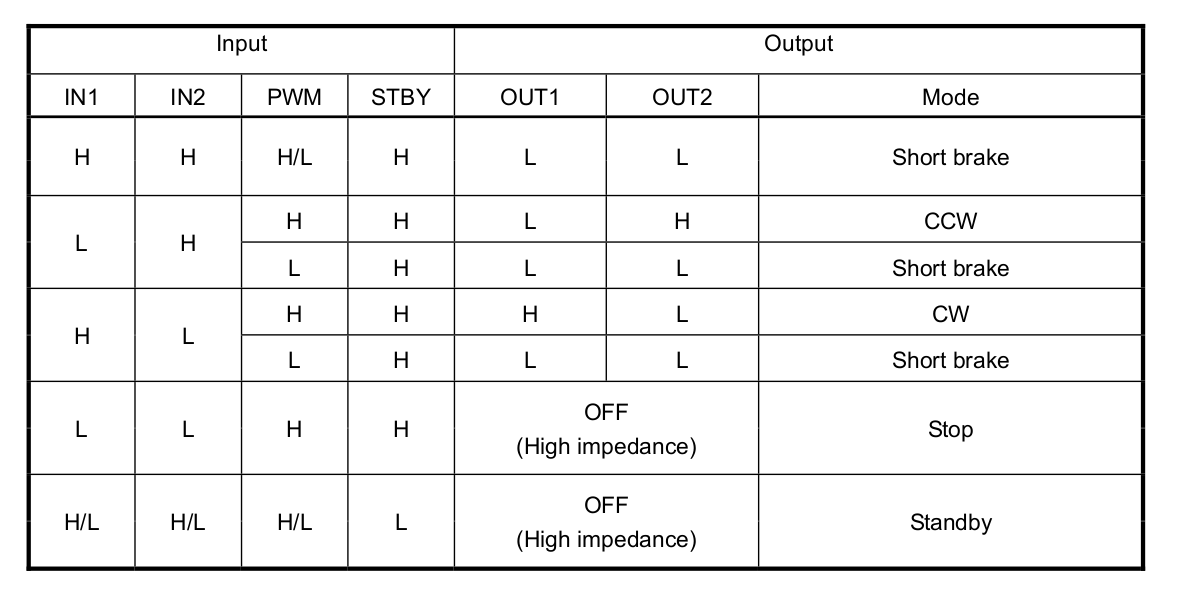 Input Output
IN1 IN2 PWM STBY OUT1 OUT2 Mode
H H H/L H L L Short brake
L H H H L H CCW
L H L L Short brake
H L H H H L CW
L H L L Short brake
L L H H OFF
(High impedance) Stop
H/L H/L H/L L OFF
(High impedance) Standby